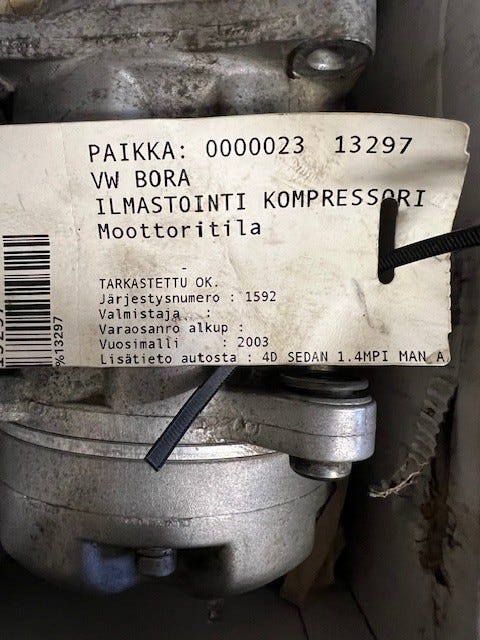 PAIKKA: 0000023 13297
VW BORA
ILMASTOINTI KOMPRESSORI
Moottoritila
-
TARKASTETTU OK.
Järjestysnumero : 1592
Valmistaja. :
Varaosanro alkup :
Vuosimalli : 2003
Lisätieto autosta : 4D SEDAN 1.4MPI MAN A
%13297